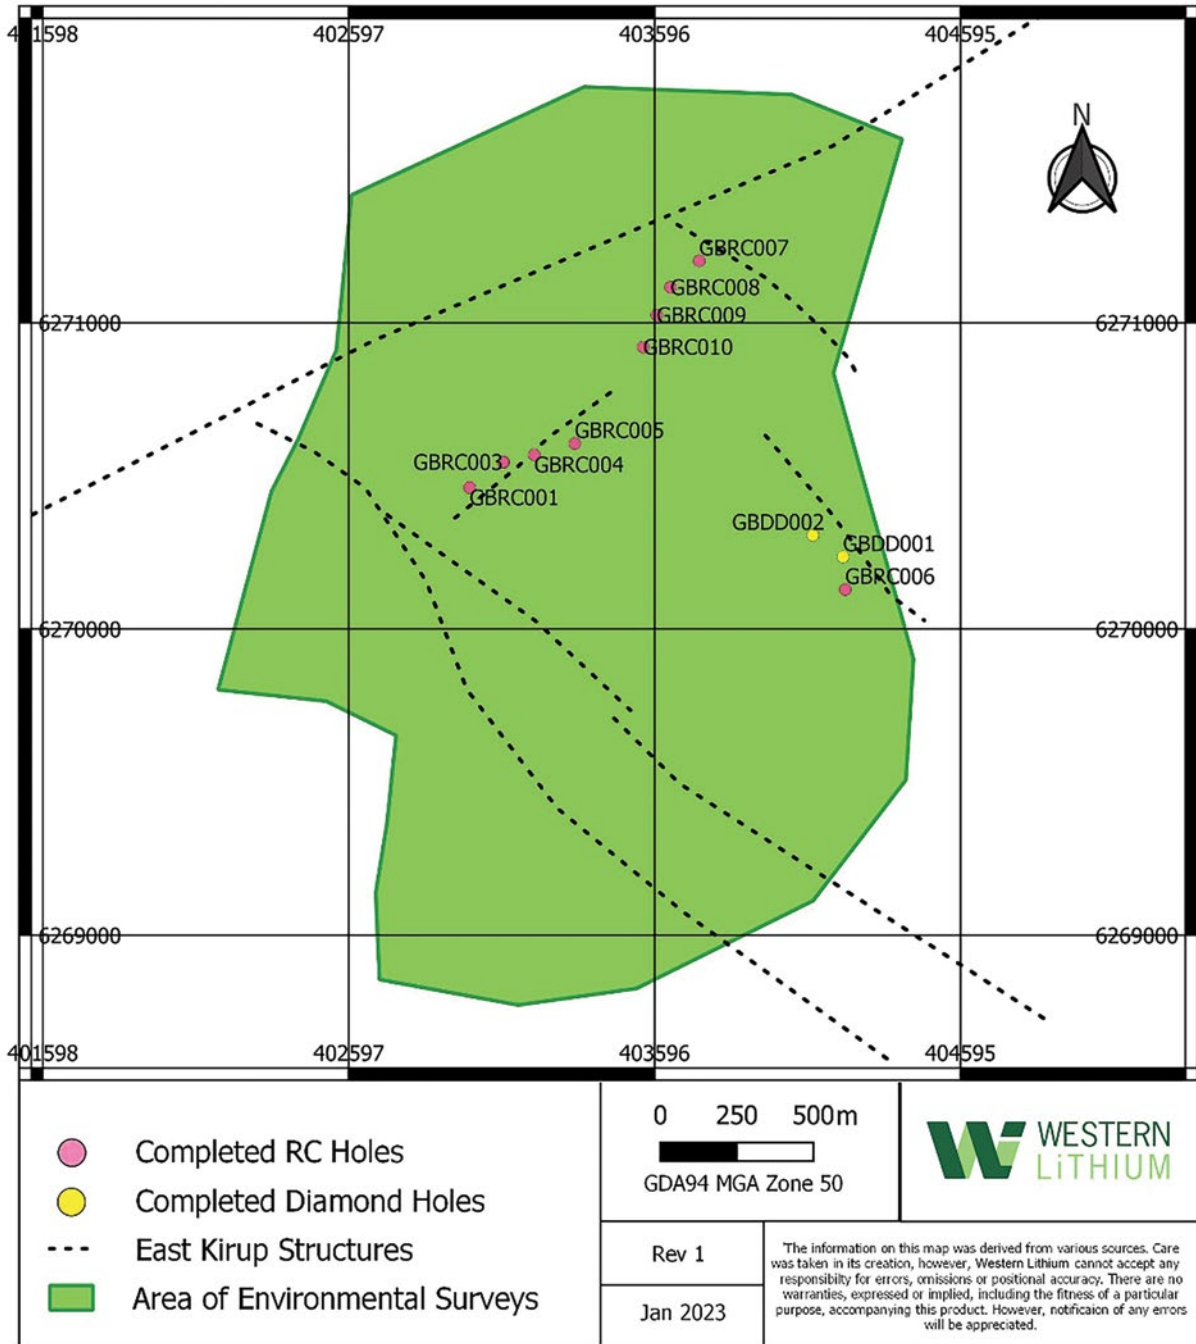 401598 402597 403596 404595
N
GBRC007
GBRC008
6271000 GBRC009 6271000
GBRC010
GBRC005
GBRC003 GBRC004
GBRC001
GBDD002
GBDD001
GBRC006
6270000 6270000
6269000 6269000
401598 402597 403596 404595
Completed RC Holes
Completed Diamond Holes
East Kirup Structures
Area of Environmental Surveys
0 250 500m
GDA94 MGA Zone 50
WESTERN
LiTHIUM
Rev 1
Jan 2023
'The information on this map was derived from various sources. Care
was taken in its creation, however, Western Lithium cannot accept any
responsibilty for errors, omissions or positional accuracy. There are no
warranties, expressed or implied, including the fitness of a particular
purpose, accompanying this product. However, notificaion of any errors
will be appreciated.